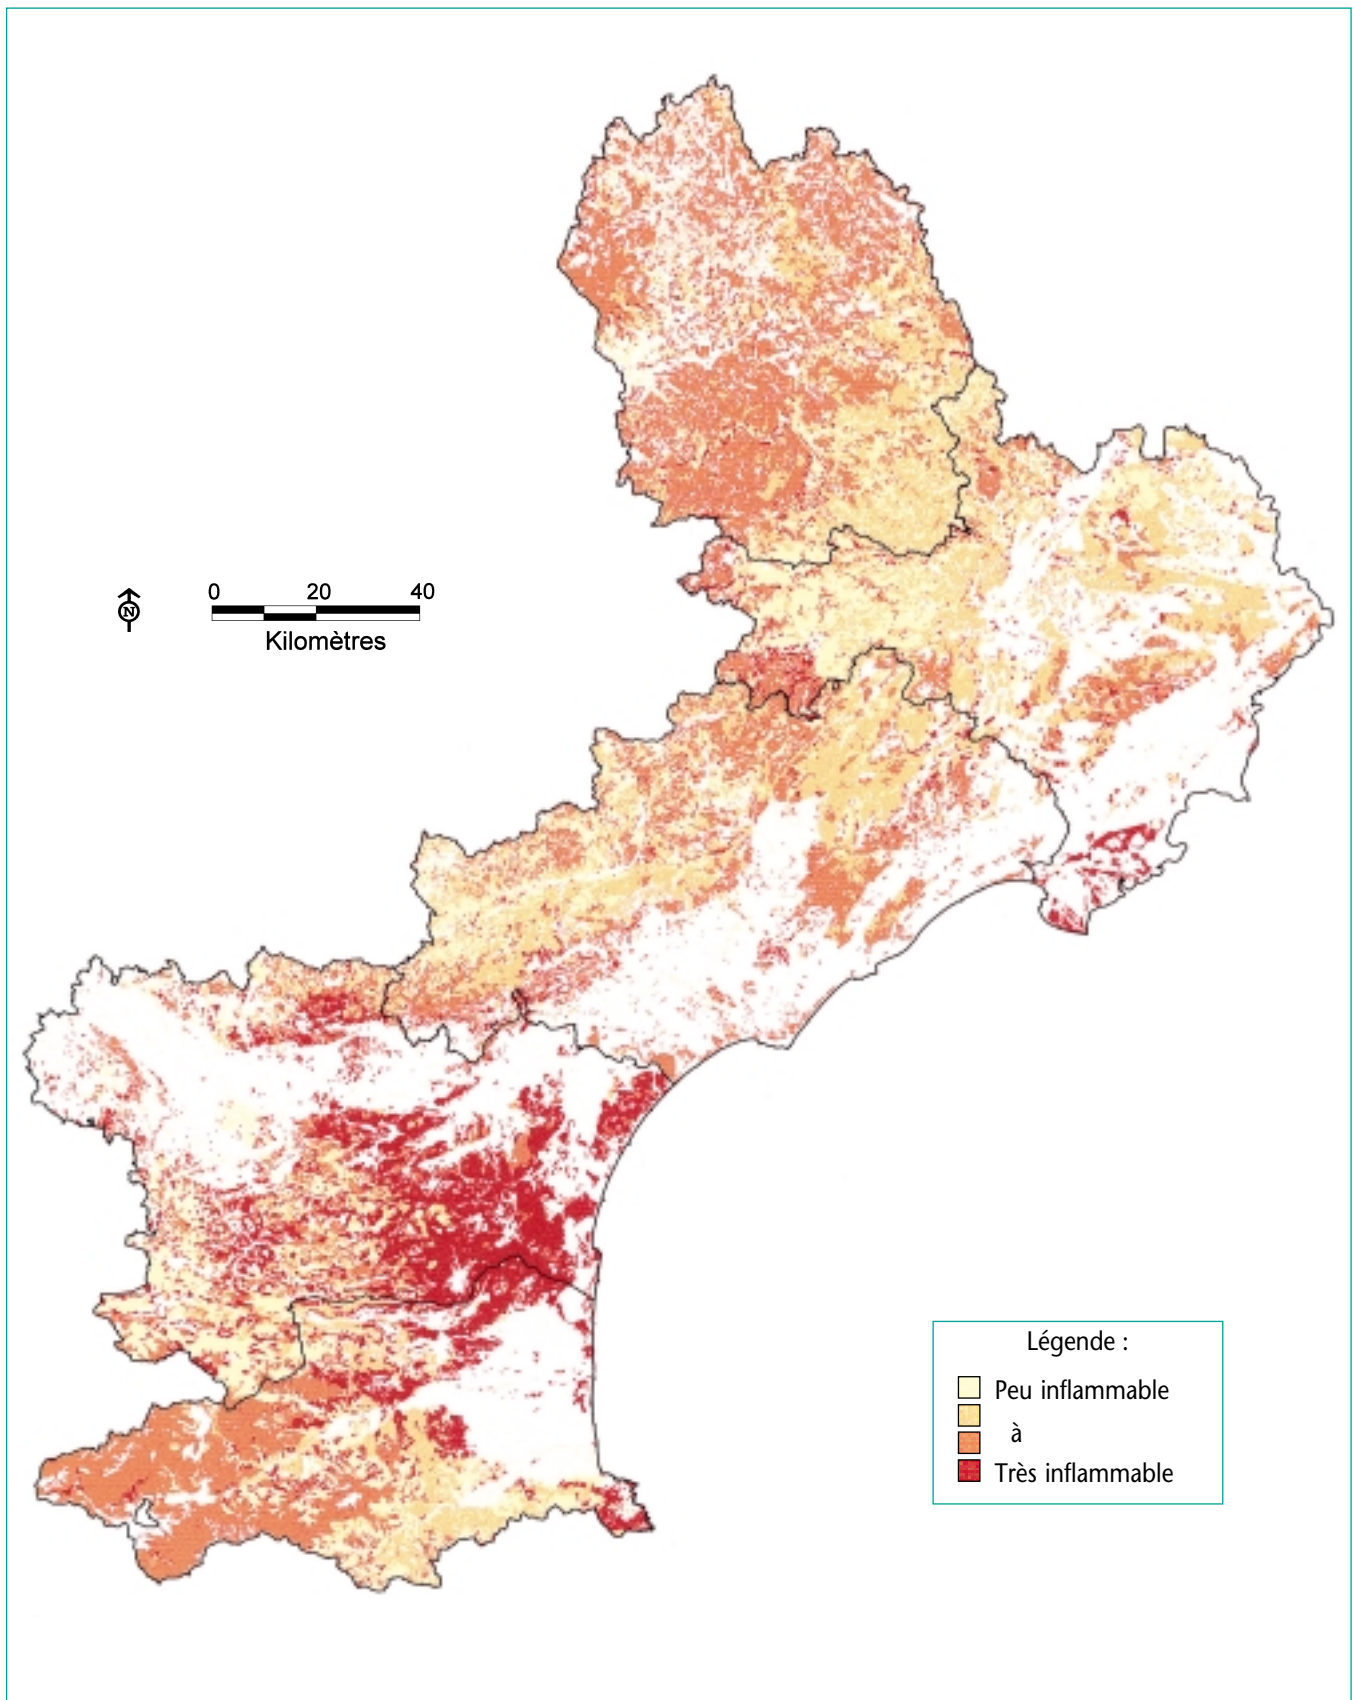 N
0 20 40
Kilomètres
Légende :
Peu inflammable
à
Très inflammable